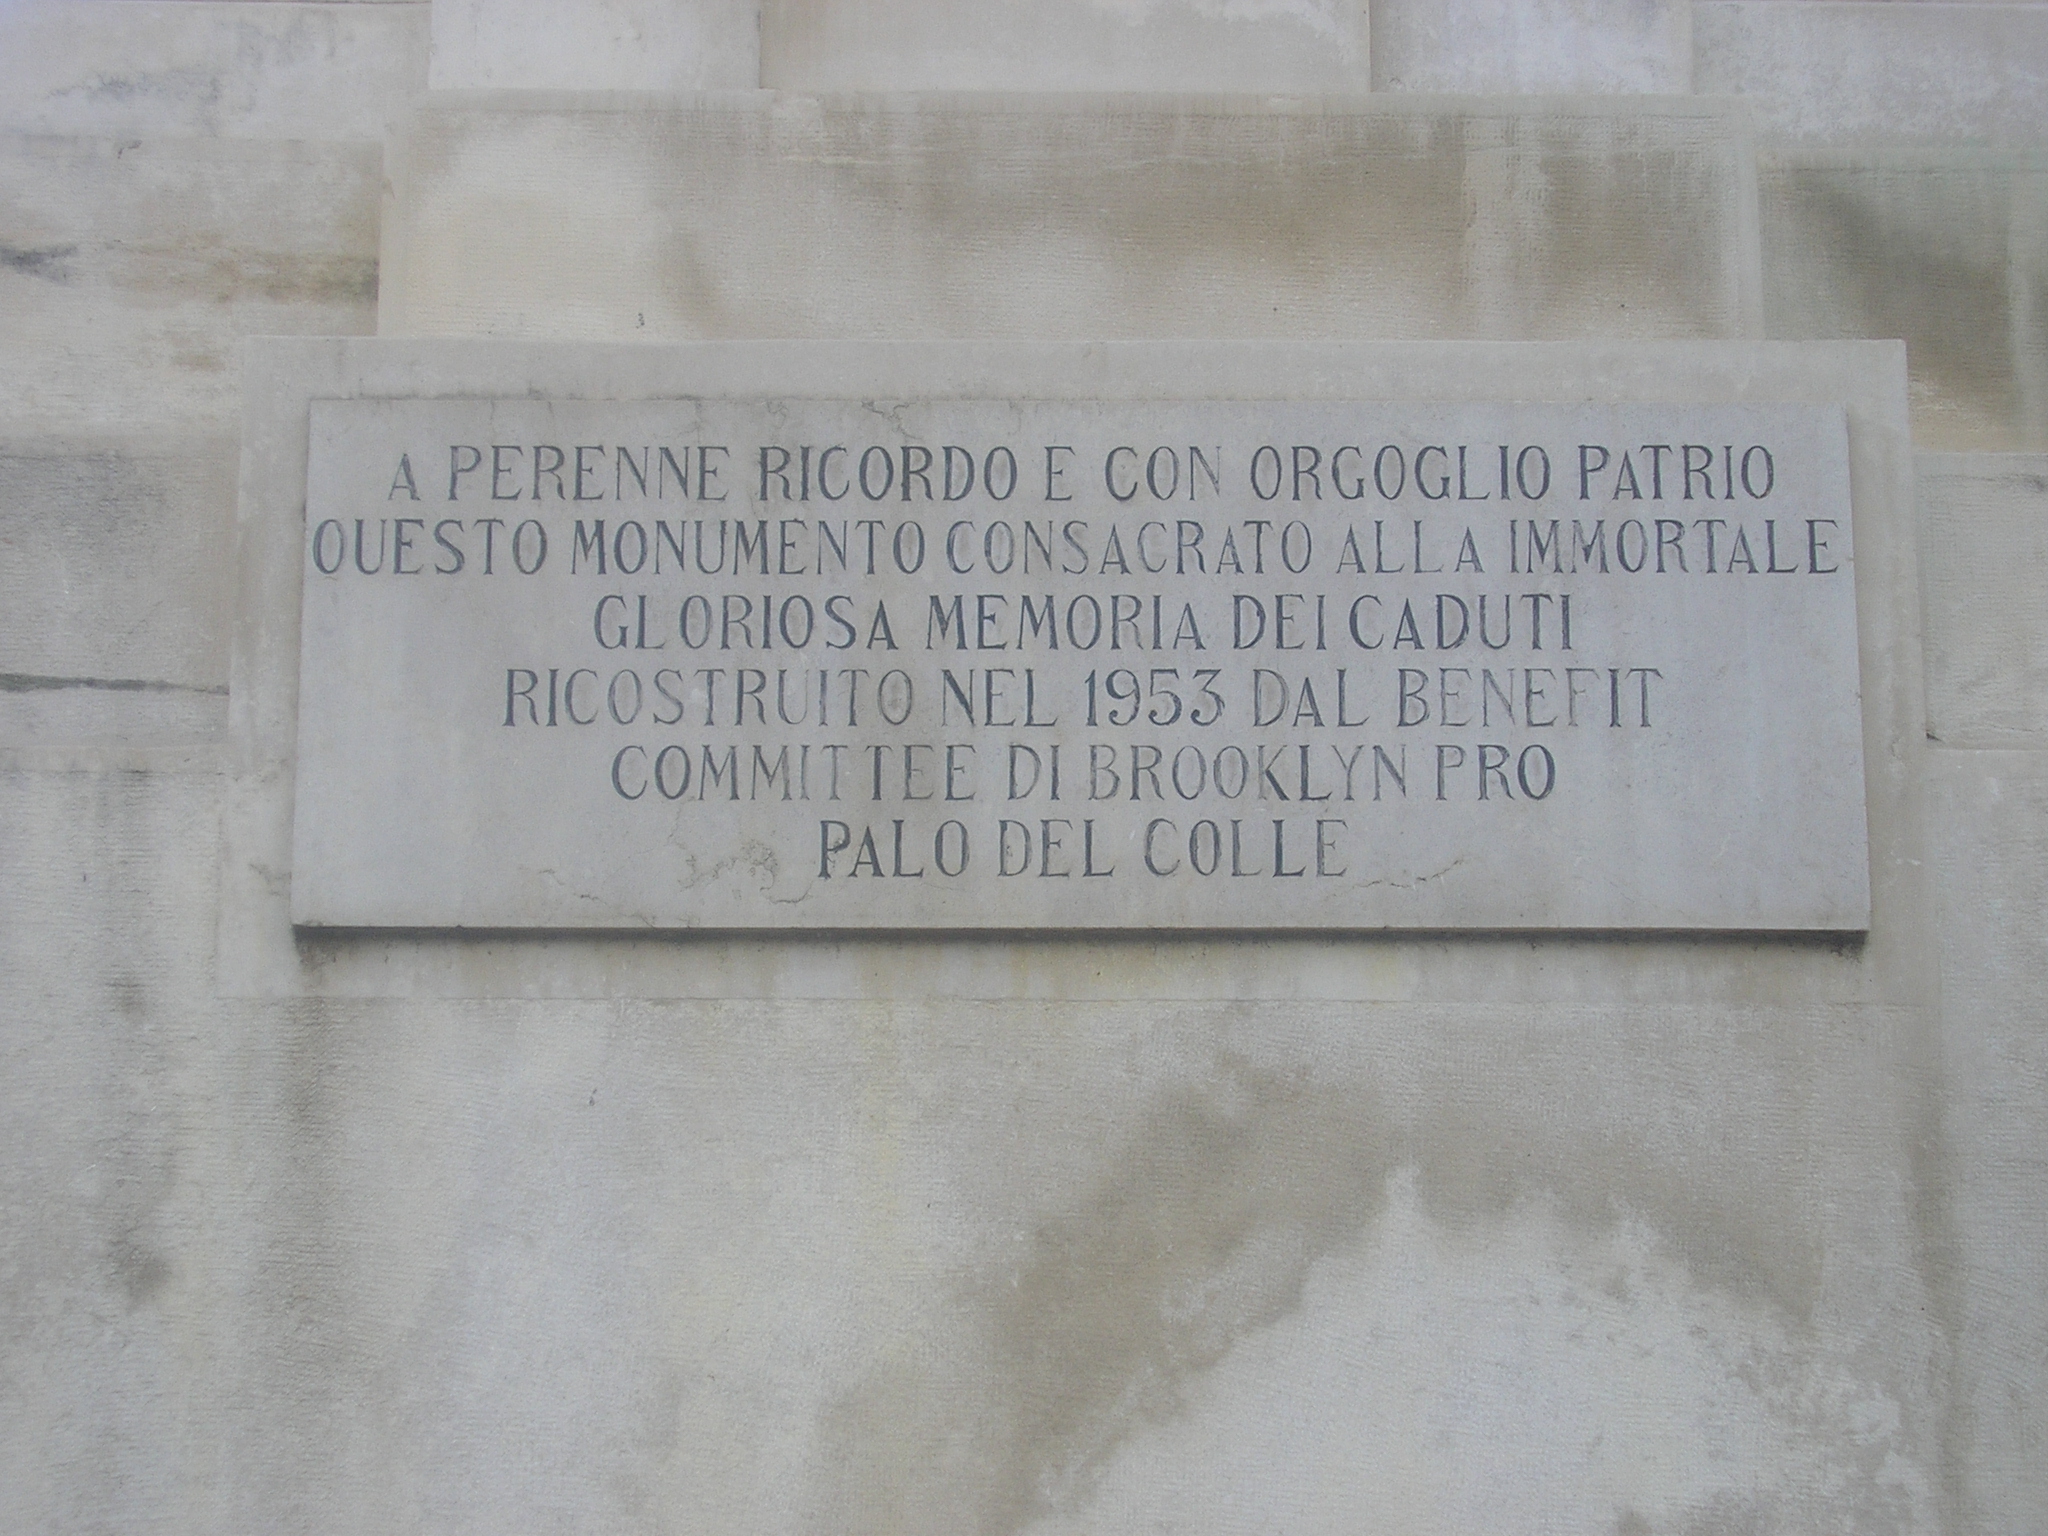 A PERENNE RICORDO E CON ORGOGLIO PATRIO
QUESTO MONUMENTO CONSACRATO ALLA IMMORTALE
GLORIOSA MEMORIA DEI CADUTI
RICOSTRUITO NEL 1953 DAL BENEFIT
COMMITTEE DI BROOKLYN PRO
PALO DEL COLLE